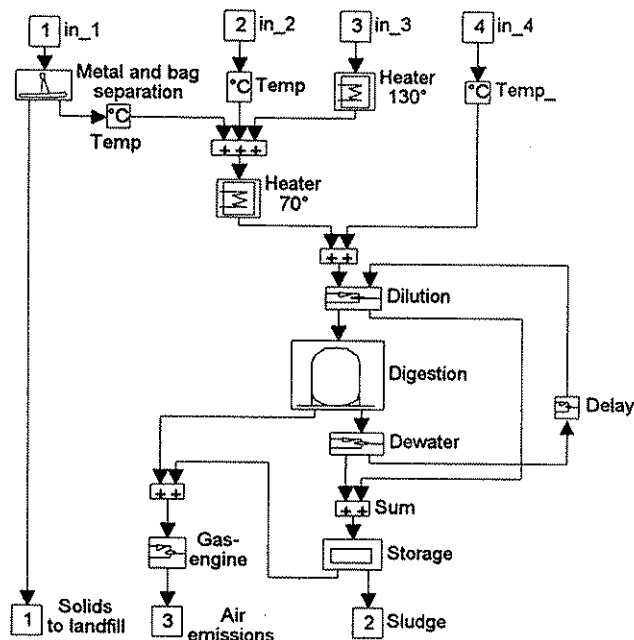 1 in_1
2 in_2
3 in_3
4 in_4
Metal and bag
separation
°C Temp
Heater
130°
°C Temp_
°C
Temp
+ + +
Heater
70°
+ +
Dilution
Digestion
Delay
Dewater
+ +
+ + Sum
Gas-
engine
Storage
1 Solids
to landfill
3 Air
emissions
2 Sludge